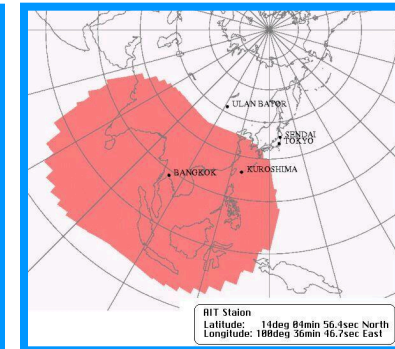 ULAN BATOR
SENDAI
TOKYO
BANGKOK
KUROSHIMA
AIT Staion
Latitude: 14deg 04min 56.4sec North
Longitude: 100deg 36min 46.7sec East